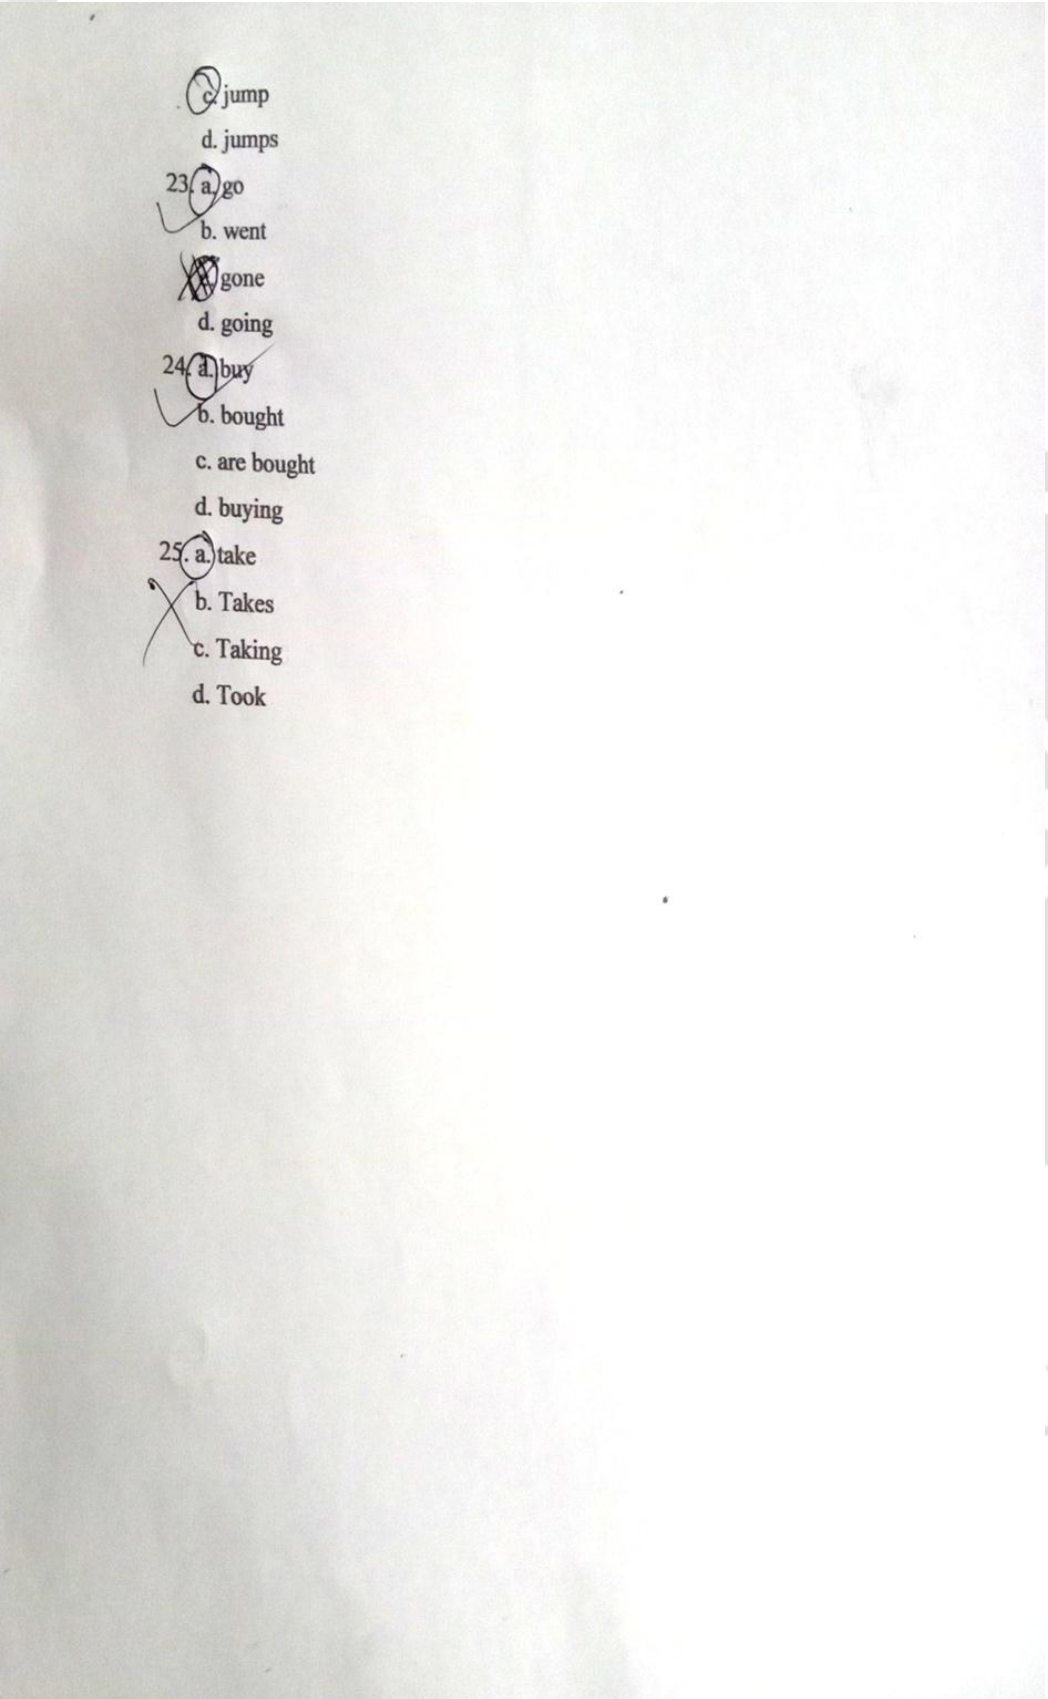 c. jump
d. jumps
23. a. go
b. went
gone
d. going
24. a. buy
b. bought
c. are bought
d. buying
25. a. take
b. Takes
c. Taking
d. Took